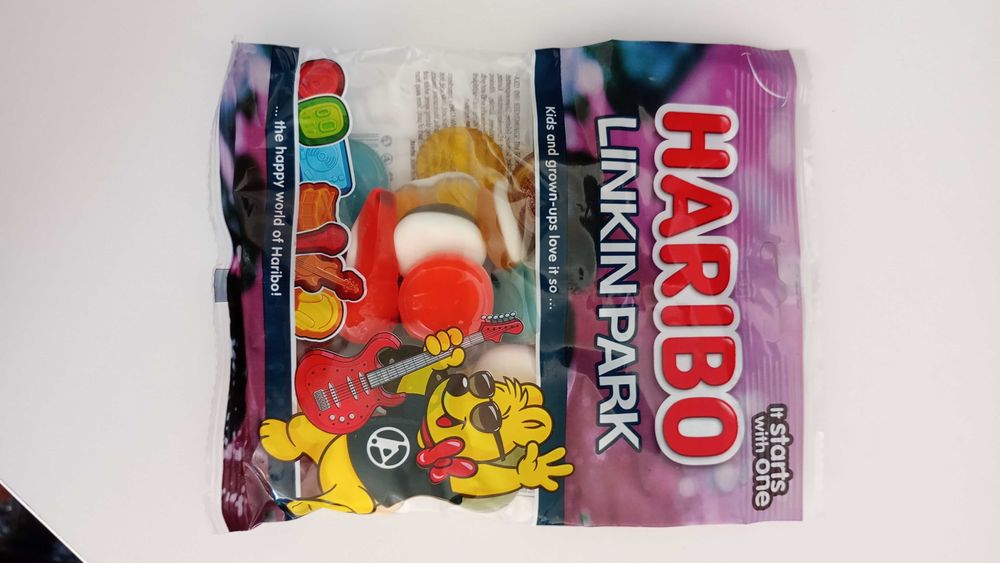 It starts
with one
HARIBO
LINKIN PARK
Kids and grown-ups love it so ...
... the happy world of Haribo!